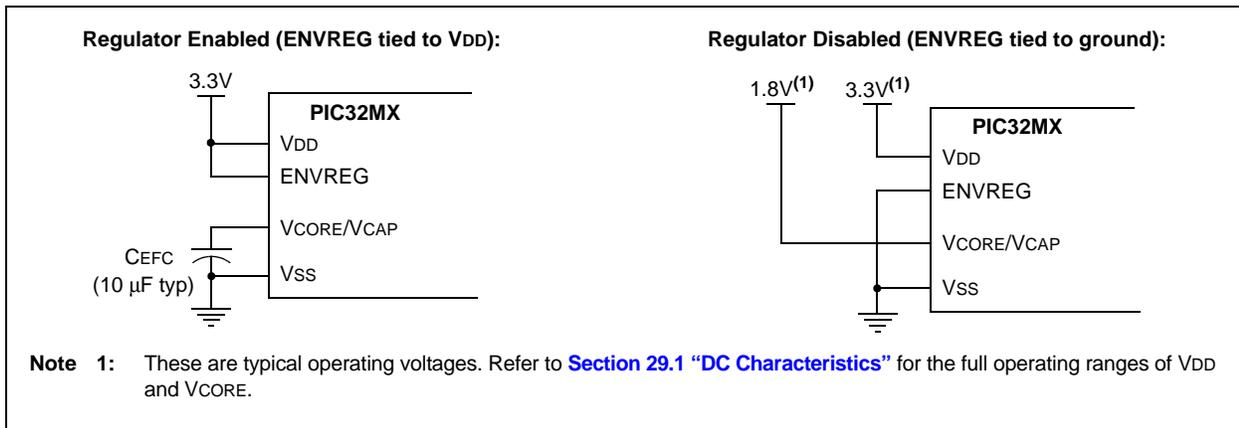 Regulator Enabled (ENVREG tied to VDD):
3.3V
PIC32MX
VDD
ENVREG
VCORE/VCAP
CEFC
(10 μF typ)
VSS
Regulator Disabled (ENVREG tied to ground):
1.8V(1) 3.3V(1)
PIC32MX
VDD
ENVREG
VCORE/VCAP
VSS
Note 1: These are typical operating voltages. Refer to Section 29.1 “DC Characteristics” for the full operating ranges of VDD
and VCORE.